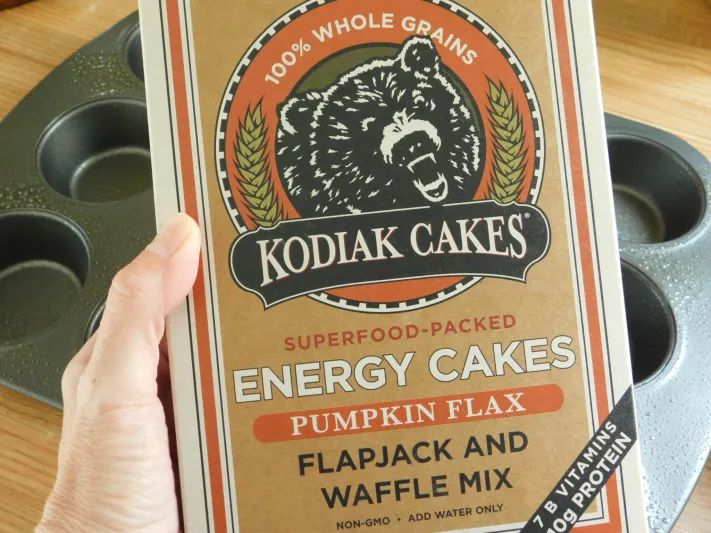 100% WHOLE GRAINS
KODIAK CAKES®
SUPERFOOD-PACKED
ENERGY CAKES
PUMPKIN FLAX
FLAPJACK AND
WAFFLE MIX
NON-GMO • ADD WATER ONLY
7 B VITAMINS
10g PROTEIN